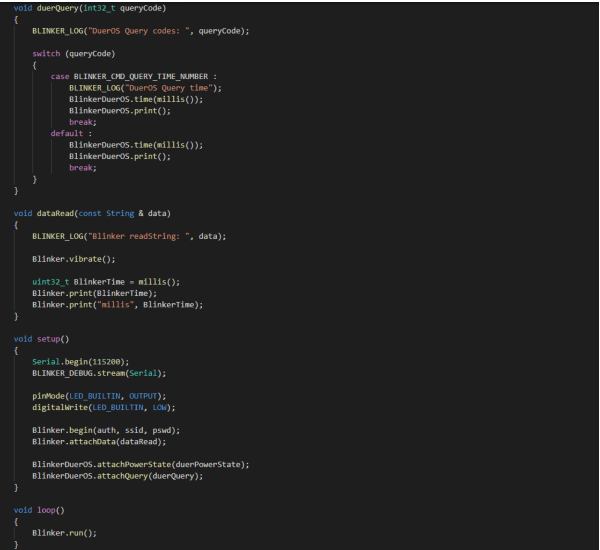 void duerQuery(int32_t queryCode)
{
BLINKER_LOG("DuerOS Query codes: ", queryCode);
switch (queryCode)
{
case BLINKER_CMD_QUERY_TIME_NUMBER :
BLINKER_LOG("DuerOS Query time");
BlinkerDuerOS.time(millis());
BlinkerDuerOS.print();
break;
default :
BlinkerDuerOS.time(millis());
BlinkerDuerOS.print();
break;
}
}
void dataRead(const String & data)
{
BLINKER_LOG("Blinker readString: ", data);
Blinker.vibrate();
uint32_t BlinkerTime = millis();
Blinker.print(BlinkerTime);
Blinker.print("millis", BlinkerTime);
}
void setup()
{
Serial.begin(115200);
BLINKER_DEBUG.stream(Serial);
pinMode(LED_BUILTIN, OUTPUT);
digitalWrite(LED_BUILTIN, LOW);
Blinker.begin(auth, ssid, pswd);
Blinker.attachData(dataRead);
BlinkerDuerOS.attachPowerState(duerPowerState);
BlinkerDuerOS.attachQuery(duerQuery);
}
void loop()
{
Blinker.run();
}